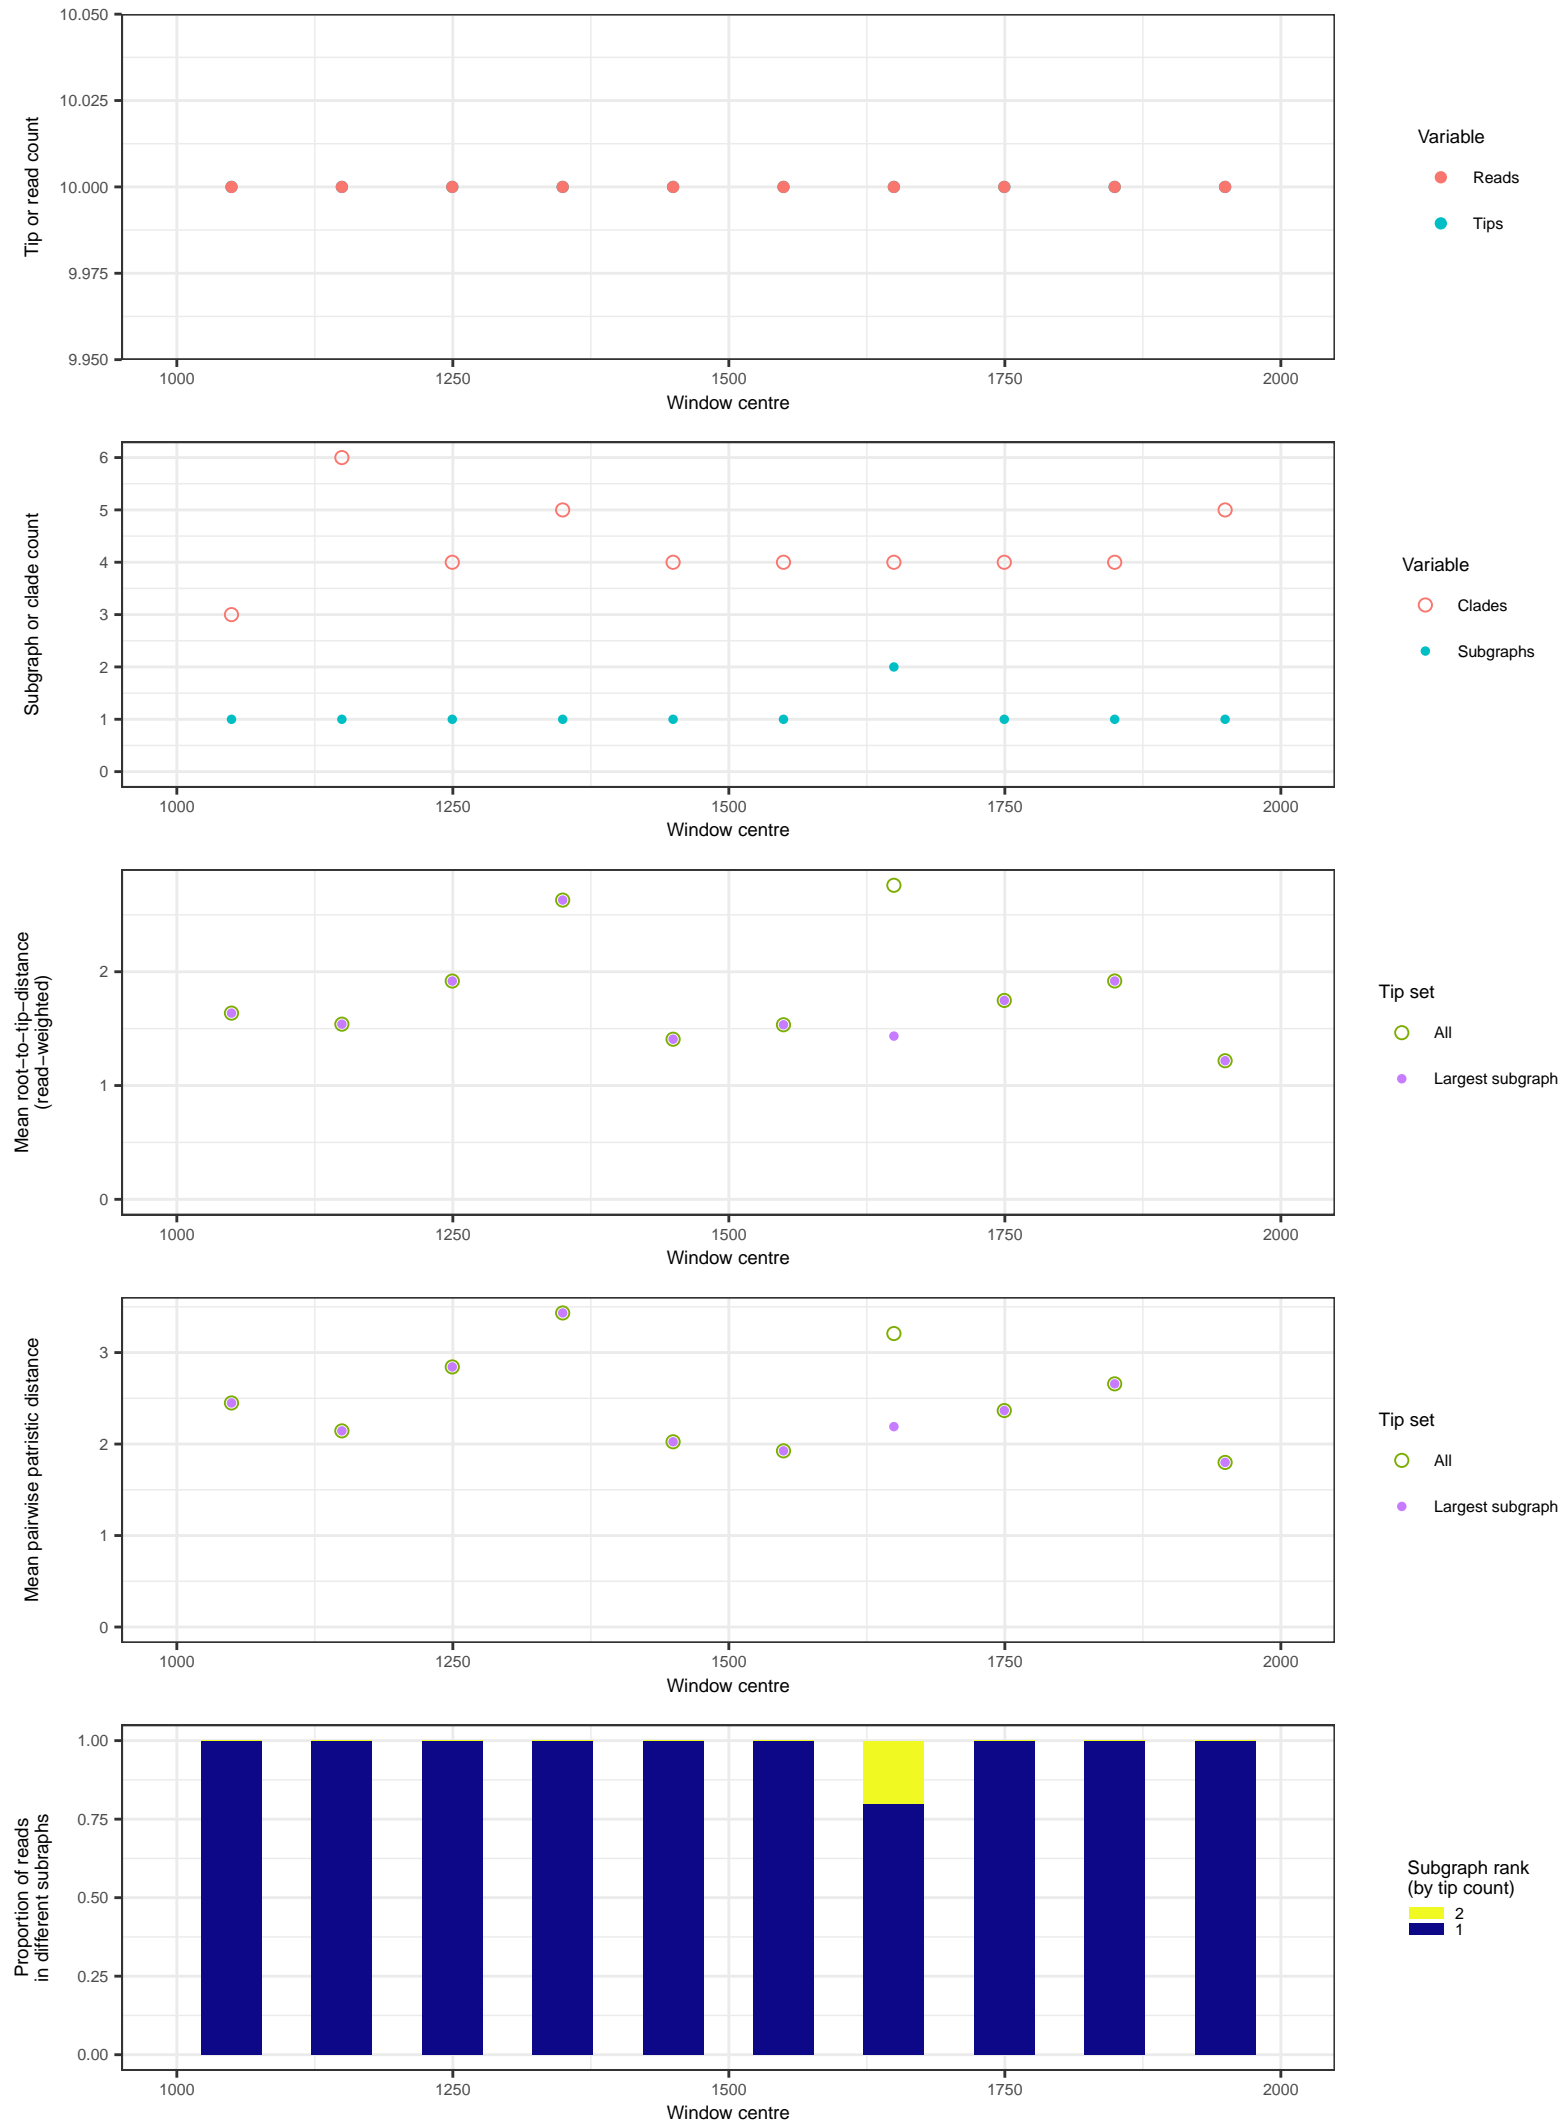 10.050
10.025
10.000
9.975
9.950
Tip or read count
1000 1250 1500 1750 2000
Window centre
Variable
Reads
Tips
6
5
4
3
2
1
0
Subgraph or clade count
1000 1250 1500 1750 2000
Window centre
Variable
Clades
Subgraphs
2
1
0
Mean root−to−tip−distance
(read−weighted)
1000 1250 1500 1750 2000
Window centre
Tip set
All
Largest subgraph
3
2
1
0
Mean pairwise patristic distance
1000 1250 1500 1750 2000
Window centre
Tip set
All
Largest subgraph
1.00
0.75
0.50
0.25
0.00
Proportion of reads
in different subraphs
1000 1250 1500 1750 2000
Window centre
Subgraph rank
(by tip count)
2
1